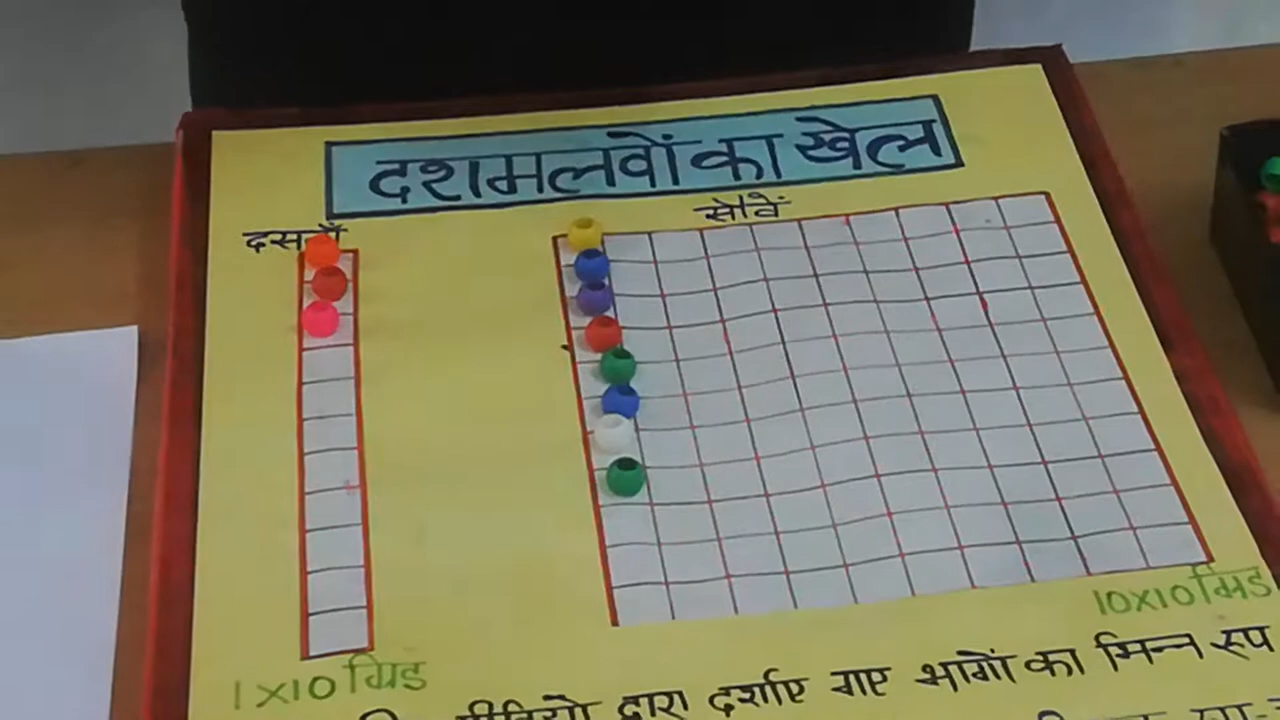 दशमलवों का खेल
दसवाँ
सौवें
10x10 ग्रिड
1x10 ग्रिड
द्वारा दर्शाए गए भागों का भिन्न रूप